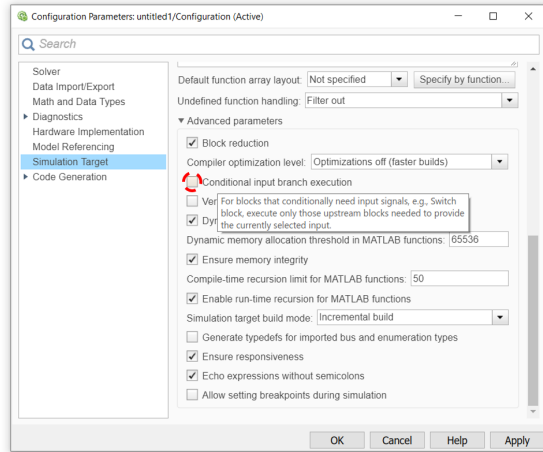 Configuration Parameters: untitled1/Configuration (Active)
Search
Solver
Data Import/Export
Math and Data Types
Diagnostics
Hardware Implementation
Model Referencing
Simulation Target
Code Generation
Default function array layout: Not specified Specify by function...
Undefined function handling: Filter out
Advanced parameters
Block reduction
Compiler optimization level: Optimizations off (faster builds)
Conditional input branch execution
Ver
For blocks that conditionally need input signals, e.g., Switch
block, execute only those upstream blocks needed to provide
the currently selected input.
Dyn
Dynamic memory allocation threshold in MATLAB functions: 65536
Ensure memory integrity
Compile-time recursion limit for MATLAB functions: 50
Enable run-time recursion for MATLAB functions
Simulation target build mode: Incremental build
Generate typedefs for imported bus and enumeration types
Ensure responsiveness
Echo expressions without semicolons
Allow setting breakpoints during simulation
OK Cancel Help Apply